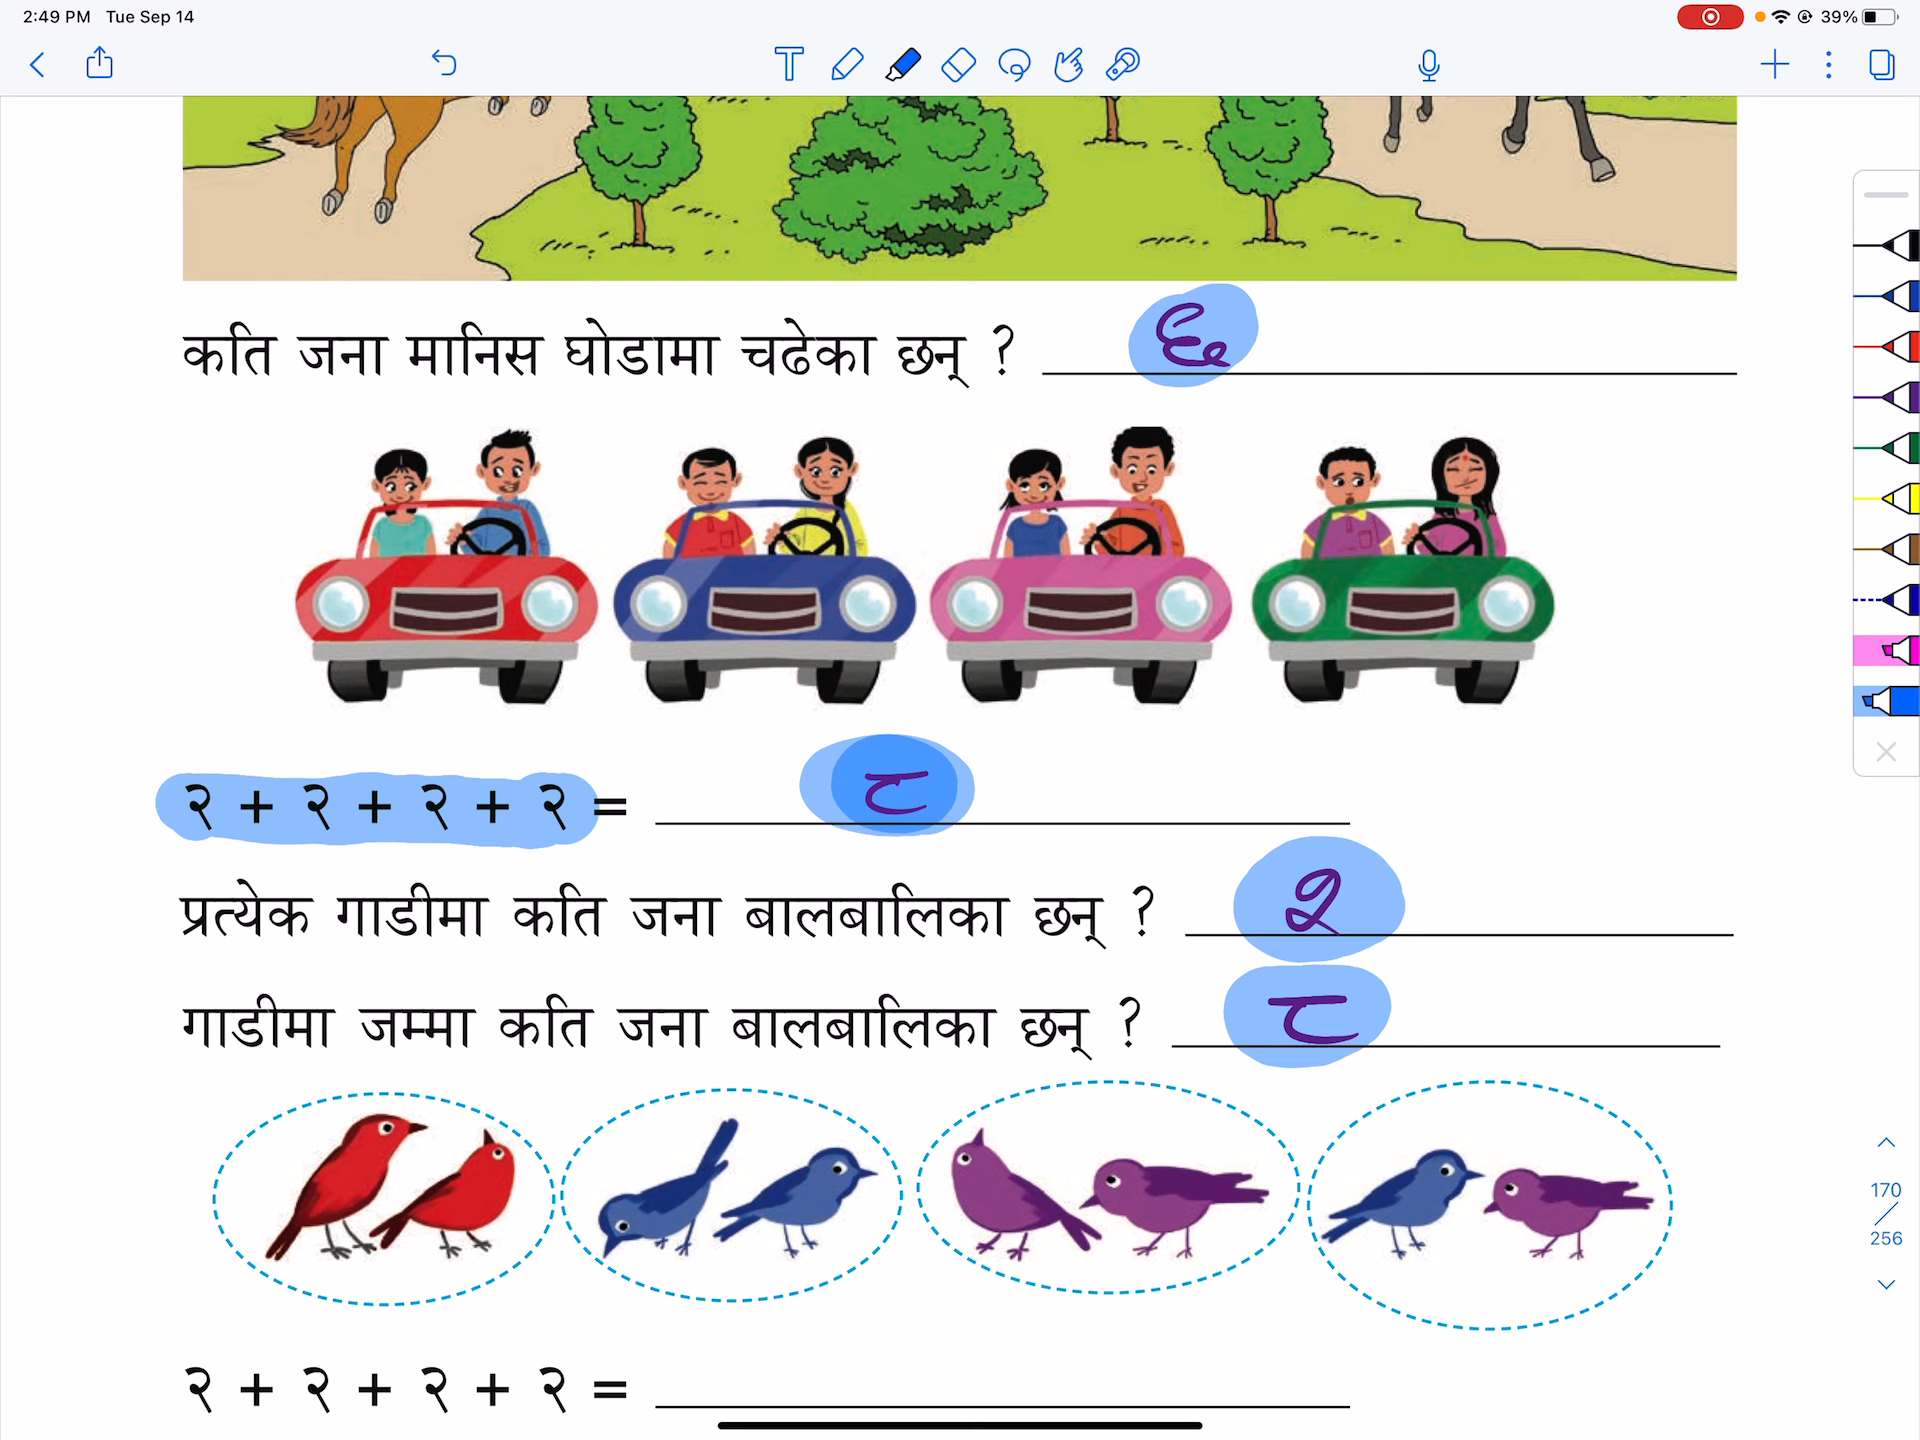 2:49 PM Tue Sep 14
39%
कति जना मानिस घोडामा चढेका छन् ? ६
२ + २ + २ + २ = ८
प्रत्येक गाडीमा कति जना बालबालिका छन् ? २
गाडीमा जम्मा कति जना बालबालिका छन् ? ८
170
/
256
२ + २ + २ + २ =